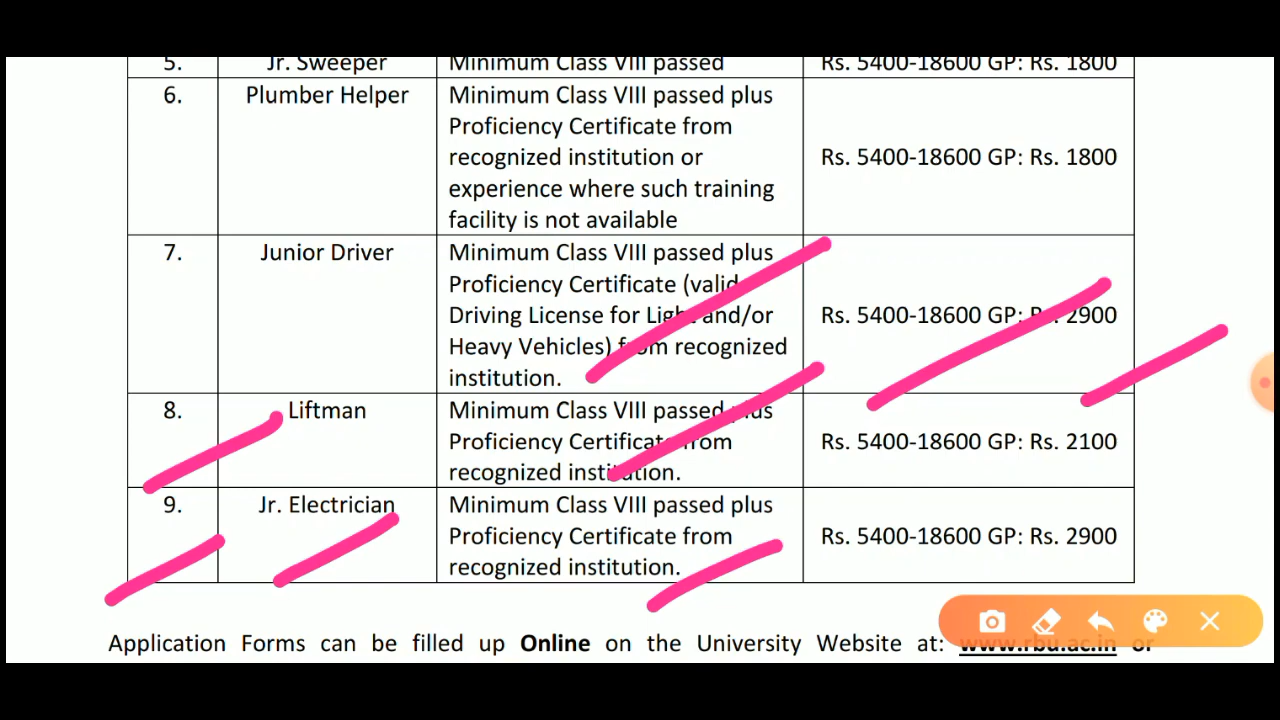 5. Jr. Sweeper Minimum Class VIII passed Rs. 5400-18600 GP: Rs. 1800
6. Plumber Helper Minimum Class VIII passed plus
Proficiency Certificate from
recognized institution or Rs. 5400-18600 GP: Rs. 1800
experience where such training
facility is not available
7. Junior Driver Minimum Class VIII passed plus
Proficiency Certificate (valid
Driving License for Light and/or Rs. 5400-18600 GP: Rs. 2900
Heavy Vehicles) from recognized
institution.
8. Liftman Minimum Class VIII passed plus
Proficiency Certificate from Rs. 5400-18600 GP: Rs. 2100
recognized institution.
9. Jr. Electrician Minimum Class VIII passed plus
Proficiency Certificate from Rs. 5400-18600 GP: Rs. 2900
recognized institution.
Application Forms can be filled up Online on the University Website at: www.rbu.ac.in or